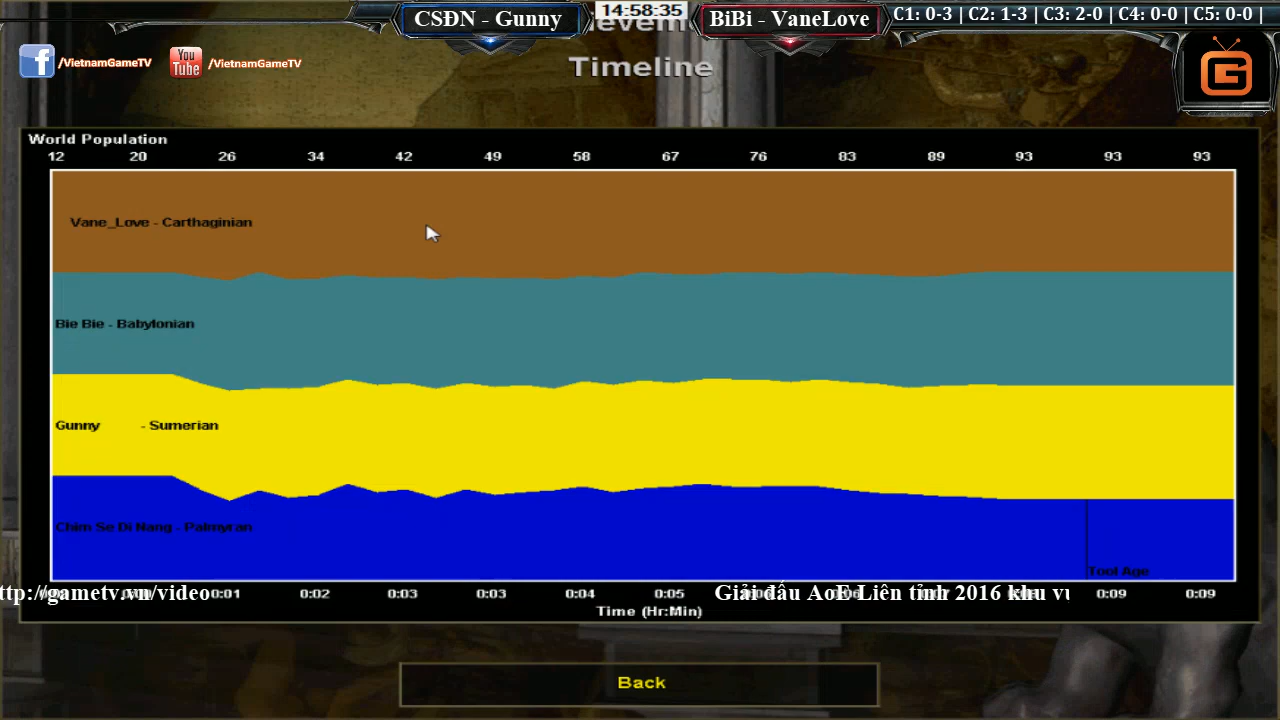 CSĐN - Gunny
14:58:35
BiBi - VaneLove
C1: 0-3 | C2: 1-3 | C3: 2-0 | C4: 0-0 | C5: 0-0 |
/VietnamGameTV
You Tube /VietnamGameTV
Timeline
World Population
12 20 26 34 42 49 58 67 76 83 89 93 93 93
Vane_Love - Carthaginian
Bie Bie - Babylonian
Gunny - Sumerian
Chim Se Di Nang - Palmyran
Tool Age
ttp://gametv.vn/video
Giải đấu AoE Liên tỉnh 2016 khu
0:01 0:02 0:03 0:03 0:04 0:05 0:09 0:09
Time (Hr:Min)
Back